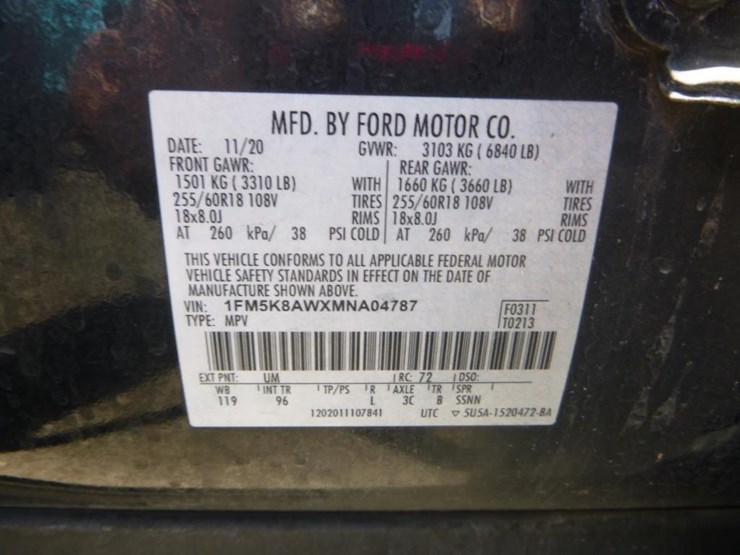 MFD. BY FORD MOTOR CO.
DATE: 11/20 GVWR: 3103 KG ( 6840 LB)
FRONT GAWR: REAR GAWR:
1501 KG ( 3310 LB) WITH 1660 KG ( 3660 LB) WITH
255/60R18 108V TIRES 255/60R18 108V TIRES
18x8.0J RIMS 18x8.0J RIMS
AT 260 kPa/ 38 PSI COLD AT 260 kPa/ 38 PSI COLD
THIS VEHICLE CONFORMS TO ALL APPLICABLE FEDERAL MOTOR
VEHICLE SAFETY STANDARDS IN EFFECT ON THE DATE OF
MANUFACTURE SHOWN ABOVE.
VIN: 1FM5K8AWXMNA04787 F0311
TYPE: MPV T0213
EXT PNT: UM RC: 72 DSO:
WB INT TR TP/PS R AXLE TR SPR
119 96 L 3C B SSNN
1202011107841 UTC ▽ 5USA-1520472-BA